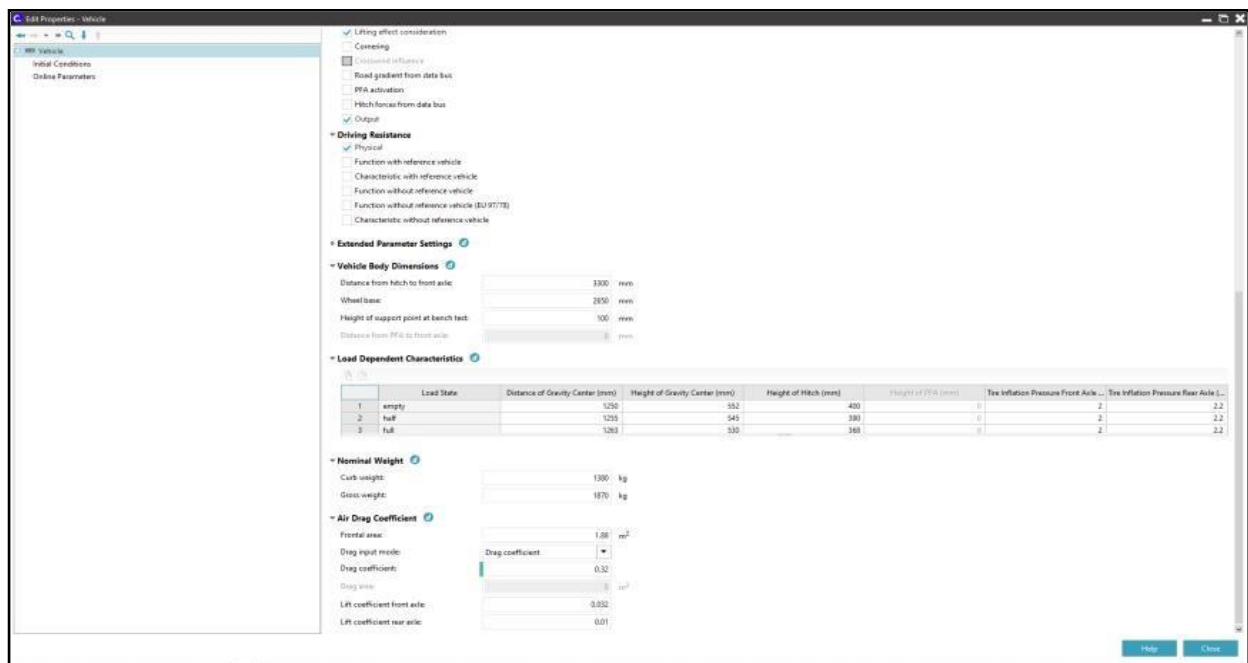 Edit Properties - Vehicle
Vehicle
Initial Conditions
Online Parameters
Lifting effect consideration
Cornering
Crosswind influence
Road gradient from data bus
PFA activation
Hitch forces from data bus
Output
Driving Resistance
Physical
Function with reference vehicle
Characteristic with reference vehicle
Function without reference vehicle
Function without reference vehicle (EU 97/78)
Characteristic without reference vehicle
Extended Parameter Settings
Vehicle Body Dimensions
Distance from hitch to front axle: 3300 mm
Wheel base: 2650 mm
Height of support point at bench test: 100 mm
Distance from PFA to front axle: mm
Load Dependent Characteristics
Load State Distance of Gravity Center (mm) Height of Gravity Center (mm) Height of Hitch (mm) Height of PFA (mm) Tire Inflation Pressure Front Axle ... Tire Inflation Pressure Rear Axle (...
1 empty 1250 552 400 0 2 2.2
2 half 1255 545 0 2 2.2
3 full 1263 530 368 0 2 2.2
Nominal Weight
Curb weight: kg
Gross weight: 1870 kg
Air Drag Coefficient
Frontal area: 1.88 m²
Drag input mode: Drag coefficient
Drag coefficient: 0.32
Drag area: m²
Lift coefficient front axle: 0.032
Lift coefficient rear axle: 0.01
Help Close